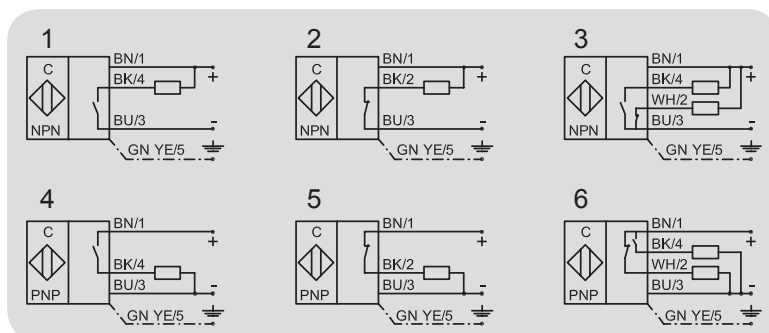 1
C
NPN
BN/1
BK/4
BU/3
GN YE/5
+
-
2
C
NPN
BN/1
BK/2
BU/3
GN YE/5
+
-
3
C
NPN
BN/1
BK/4
WH/2
BU/3
GN YE/5
+
-
4
C
PNP
BN/1
BK/4
BU/3
GN YE/5
+
-
5
C
PNP
BN/1
BK/2
BU/3
GN YE/5
+
-
6
C
PNP
BN/1
BK/4
WH/2
BU/3
GN YE/5
+
-